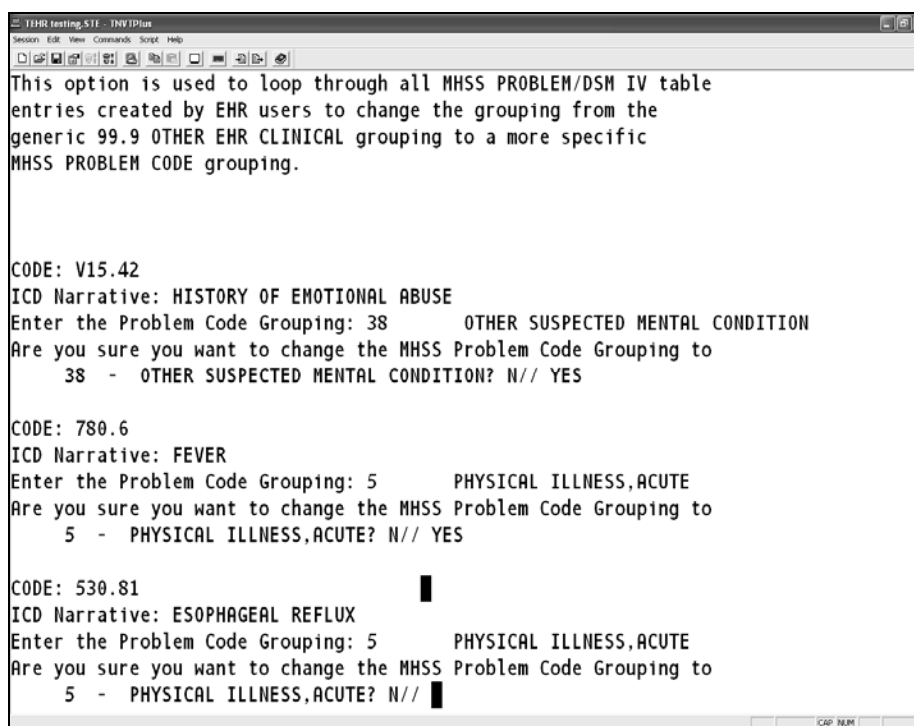 TEHR testing.STE - TNVTPlus
Session Edit View Commands Script Help
This option is used to loop through all MHSS PROBLEM/DSM IV table
entries created by EHR users to change the grouping from the
generic 99.9 OTHER EHR CLINICAL grouping to a more specific
MHSS PROBLEM CODE grouping.
CODE: V15.42
ICD Narrative: HISTORY OF EMOTIONAL ABUSE
Enter the Problem Code Grouping: 38 OTHER SUSPECTED MENTAL CONDITION
Are you sure you want to change the MHSS Problem Code Grouping to
38 - OTHER SUSPECTED MENTAL CONDITION? N// YES
CODE: 780.6
ICD Narrative: FEVER
Enter the Problem Code Grouping: 5 PHYSICAL ILLNESS,ACUTE
Are you sure you want to change the MHSS Problem Code Grouping to
5 - PHYSICAL ILLNESS,ACUTE? N// YES
CODE: 530.81
ICD Narrative: ESOPHAGEAL REFLUX
Enter the Problem Code Grouping: 5 PHYSICAL ILLNESS,ACUTE
Are you sure you want to change the MHSS Problem Code Grouping to
5 - PHYSICAL ILLNESS,ACUTE? N//
CAP NUM